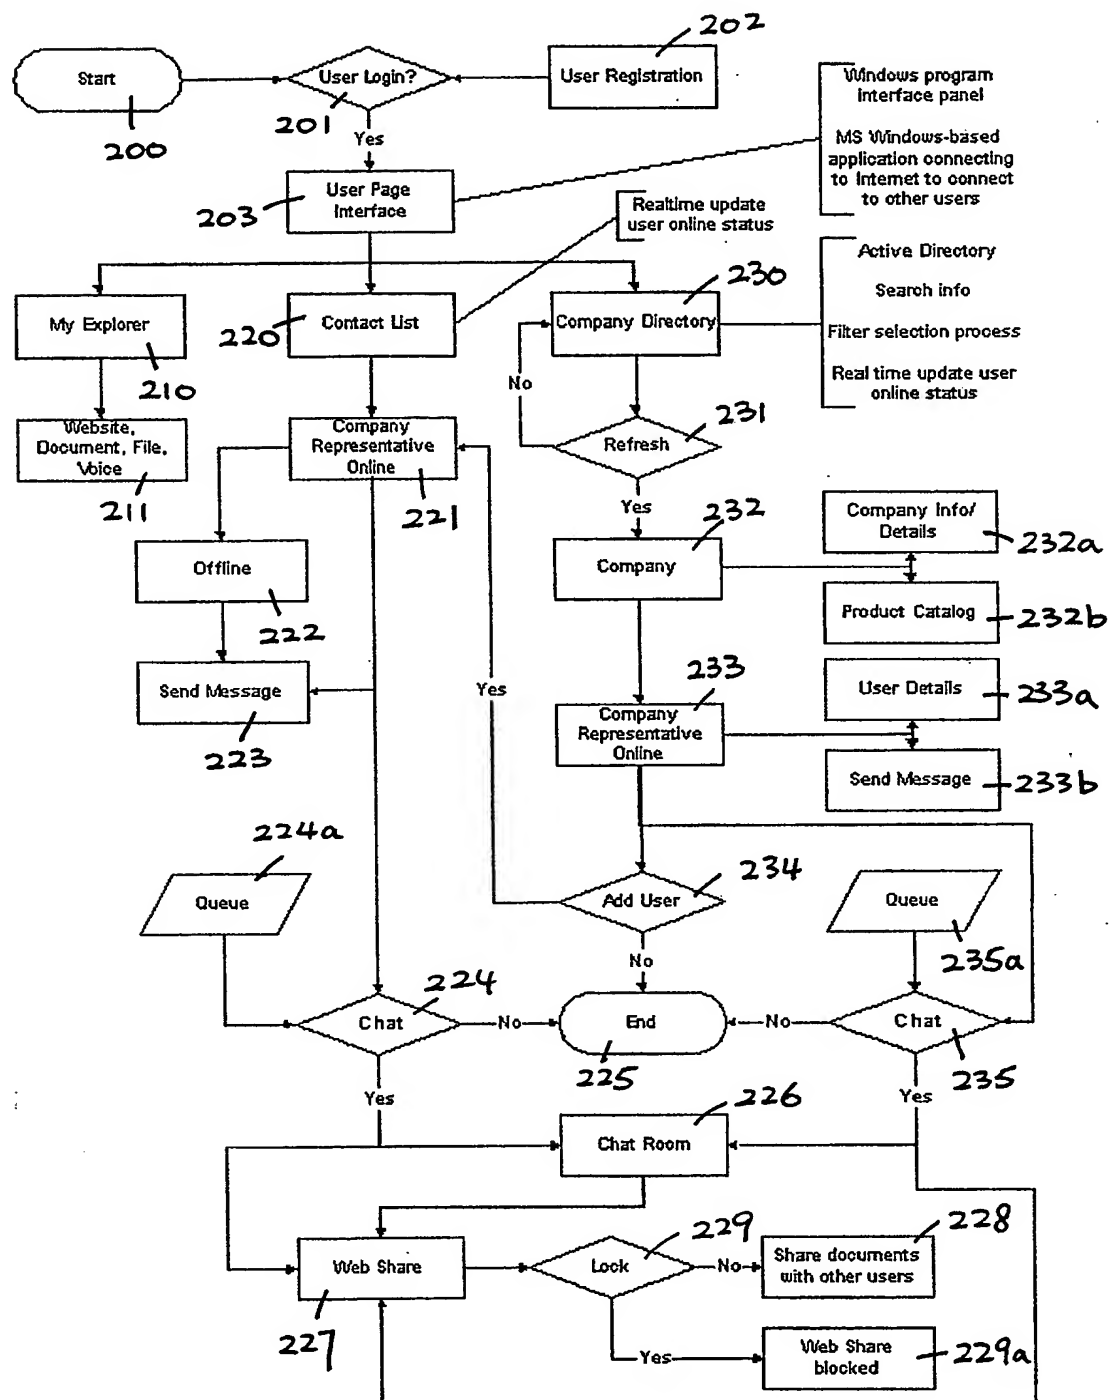 202
Start
User Login?
User Registration
200
201
Yes
Windows program
interface panel
MS Windows-based
application connecting
to Internet to connect
to other users
User Page
Interface
203
Realtime update
user online status
Active Directory
Search info
Filter selection process
Real time update user
online status
230
My Explorer
210
220
Contact List
Company Directory
No
Website,
Document, File,
Voice
211
Company
Representative
Online
221
Refresh
231
Yes
232
Company Info/
Details
232a
Offline
222
Company
Product Catalog
232b
Send Message
223
Yes
233
Company
Representative
Online
User Details
233a
Send Message
233b
224a
Queue
Add User
234
Queue
235a
No
224
Chat
No
End
225
No
Chat
235
Yes
Yes
226
Chat Room
Web Share
227
Lock
229
No
Share documents
with other users
228
Yes
Web Share
blocked
229a